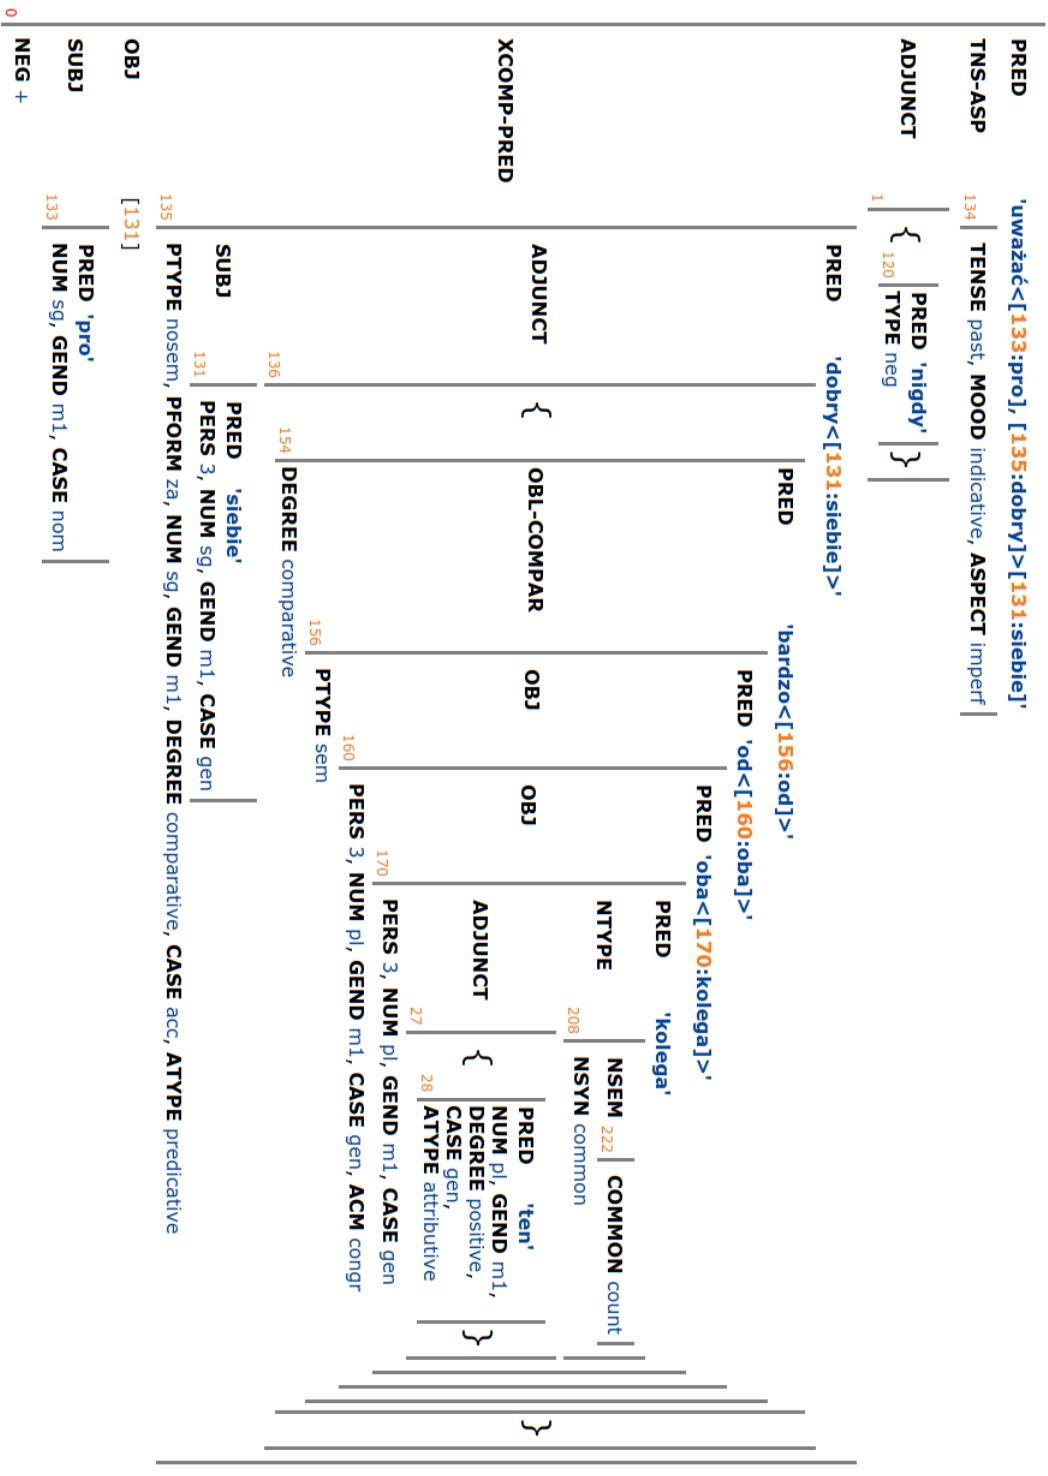 PRED 'uważać<[133:pro], [135:dobry]>[131:siebie]'
TNS-ASP 134 TENSE past, MOOD indicative, ASPECT imperf
ADJUNCT 1 { 120 PRED 'nigdy' }
TYPE neg
PRED 'dobry<[131:siebie]>'
PRED 'bardzo<[156:od]>'
PRED 'od<[160:oba]>'
PRED 'oba<[170:kolega]>'
PRED 'kolega'
NTYPE 208 NSEM 222 COMMON count
NSYN common
XCOMP-PRED
ADJUNCT {
OBL-COMPAR
OBJ
OBJ
ADJUNCT 27 { 28 PRED 'ten' } }
NUM pl, GEND m1,
DEGREE positive,
CASE gen,
ATYPE attributive
170 PERS 3, NUM pl, GEND m1, CASE gen
160 PERS 3, NUM pl, GEND m1, CASE gen, ACM congr
156 PTYPE sem
136 154 DEGREE comparative
SUBJ 131 PRED 'siebie'
PERS 3, NUM sg, GEND m1, CASE gen
135 PTYPE nosem, PFORM za, NUM sg, GEND m1, DEGREE comparative, CASE acc, ATYPE predicative
OBJ [131]
SUBJ 133 PRED 'pro'
NUM sg, GEND m1, CASE nom
0 NEG +